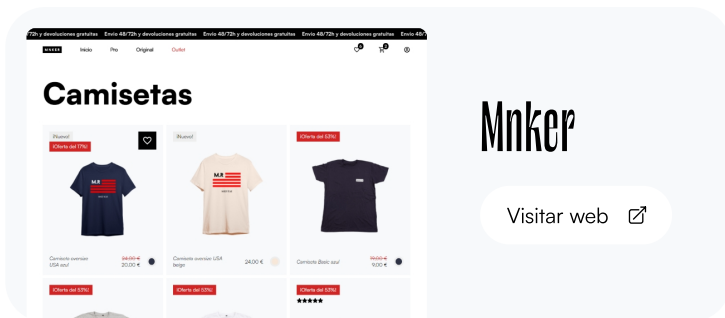 72h y devoluciones gratuitas Envío 48/72h y devoluciones gratuitas Envío 48/72h y devoluciones gratuitas Envío 48/72h y devoluciones gratuitas Envío 48/7
MNKER Inicio Pro Original Outlet
Camisetas
¡Nuevo!
¡Oferta del 17%!
¡Nuevo!
¡Oferta del 53%!
M.R
M.R
Camiseta oversize
USA azul
24,00 €
20,00 €
Camiseta oversize USA
beige
24,00 €
Camiseta Basic azul
19,00 €
9,00 €
¡Oferta del 53%!
¡Oferta del 53%!
¡Oferta del 53%!
Mnker
Visitar web